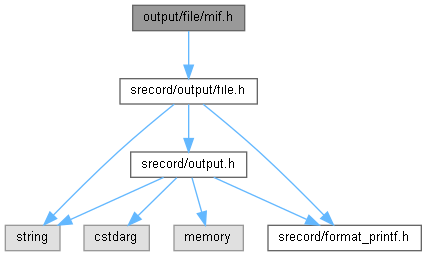 output/file/mif.h
srecord/output/file.h
srecord/output.h
string
cstdarg
memory
srecord/format_printf.h